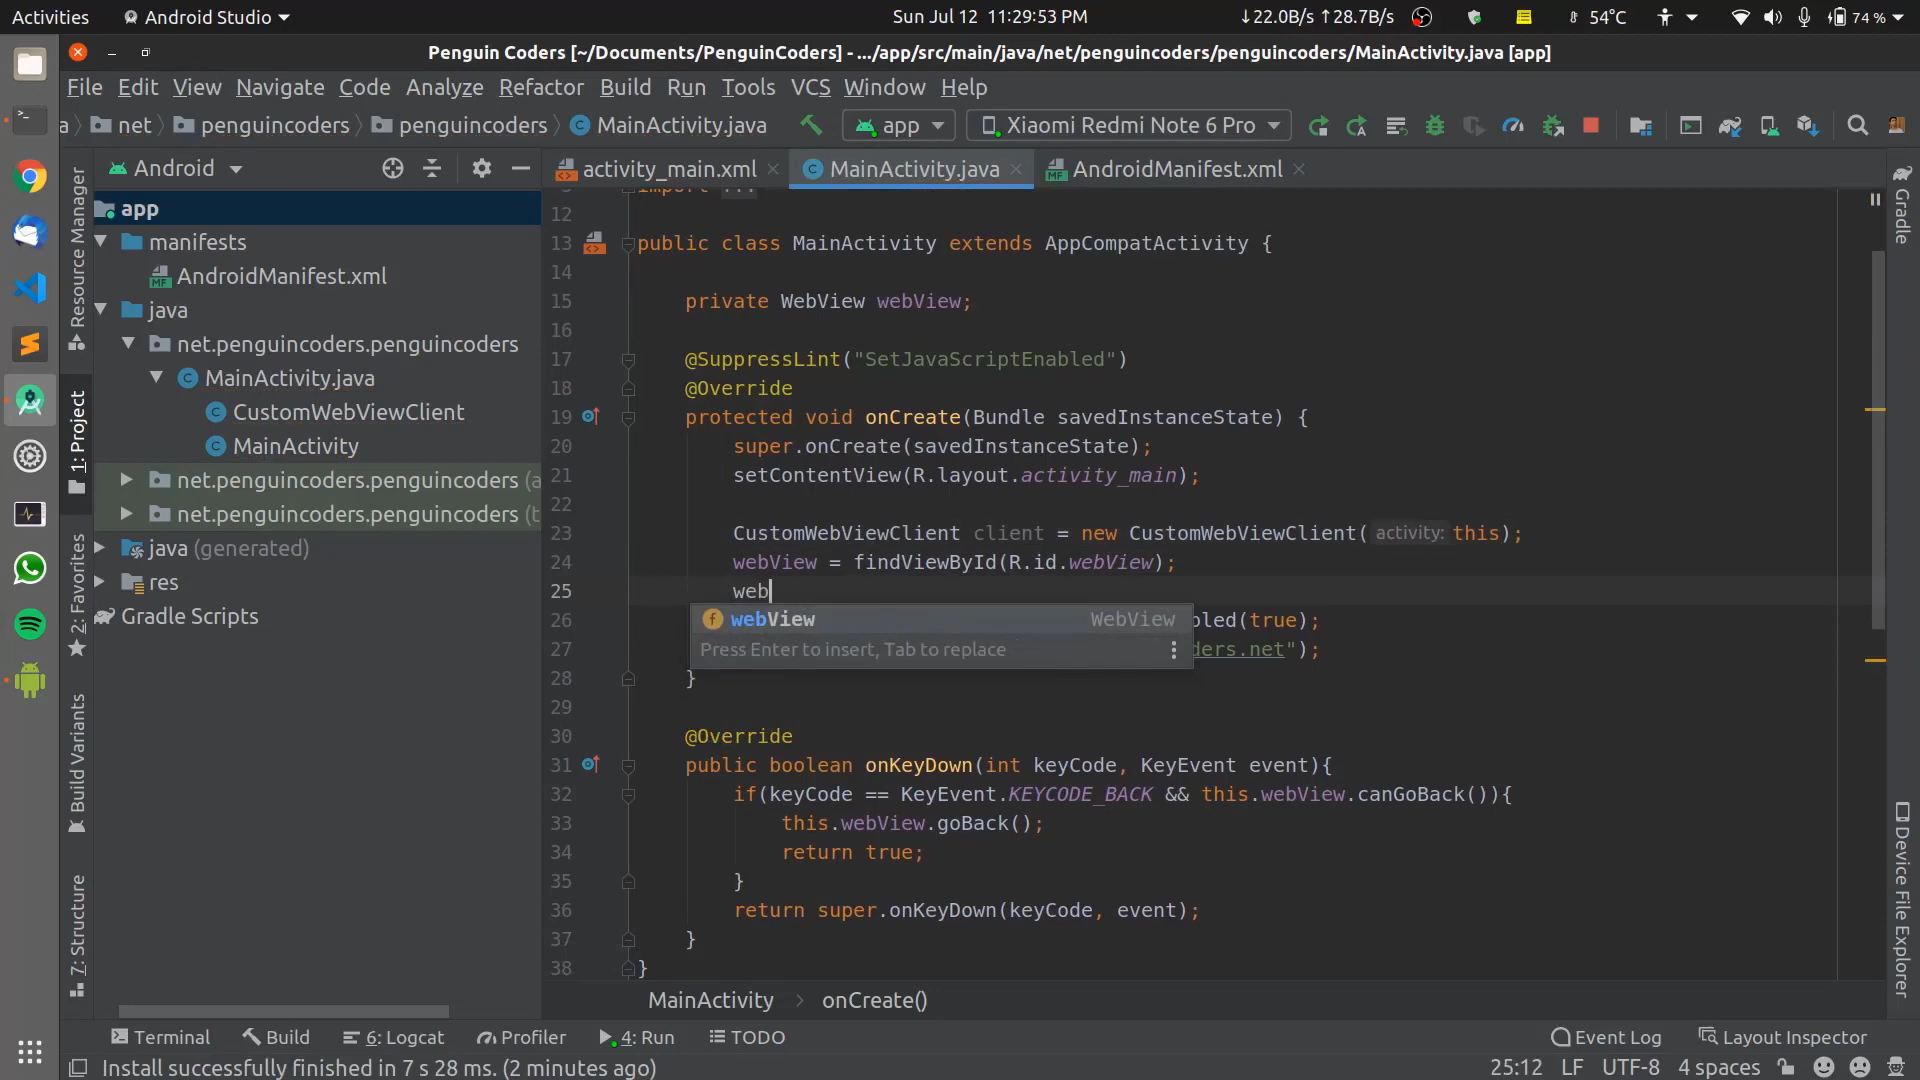 Activities
Android Studio
Sun Jul 12 11:29:53 PM
↓22.0B/s ↑28.7B/s
54°C
74 %
Penguin Coders [~/Documents/PenguinCoders] - .../app/src/main/java/net/penguincoders/penguincoders/MainActivity.java [app]
File Edit View Navigate Code Analyze Refactor Build Run Tools VCS Window Help
a net penguincoders penguincoders MainActivity.java
app
Xiaomi Redmi Note 6 Pro
Android
activity_main.xml
MainActivity.java
AndroidManifest.xml
Resource Manager
1: Project
2: Favorites
Build Variants
7: Structure
app
manifests
AndroidManifest.xml
java
net.penguincoders.penguincoders
MainActivity.java
CustomWebViewClient
MainActivity
net.penguincoders.penguincoders (a
net.penguincoders.penguincoders (t
java (generated)
res
Gradle Scripts
import ...
12
13 public class MainActivity extends AppCompatActivity {
14
15 private WebView webView;
16
17 @SuppressLint("SetJavaScriptEnabled")
18 @Override
19 protected void onCreate(Bundle savedInstanceState) {
20 super.onCreate(savedInstanceState);
21 setContentView(R.layout.activity_main);
22
23 CustomWebViewClient client = new CustomWebViewClient( activity: this);
24 webView = findViewById(R.id.webView);
25 web
26 bled(true);
27 ders.net");
webView WebView
Press Enter to insert, Tab to replace
28 }
29
30 @Override
31 public boolean onKeyDown(int keyCode, KeyEvent event){
32 if(keyCode == KeyEvent.KEYCODE_BACK && this.webView.canGoBack()){
33 this.webView.goBack();
34 return true;
35 }
36 return super.onKeyDown(keyCode, event);
37 }
38 }
MainActivity › onCreate()
Gradle
Device File Explorer
Terminal
Build
6: Logcat
Profiler
4: Run
TODO
Event Log
Layout Inspector
Install successfully finished in 7 s 28 ms. (2 minutes ago)
25:12 LF UTF-8 4 spaces